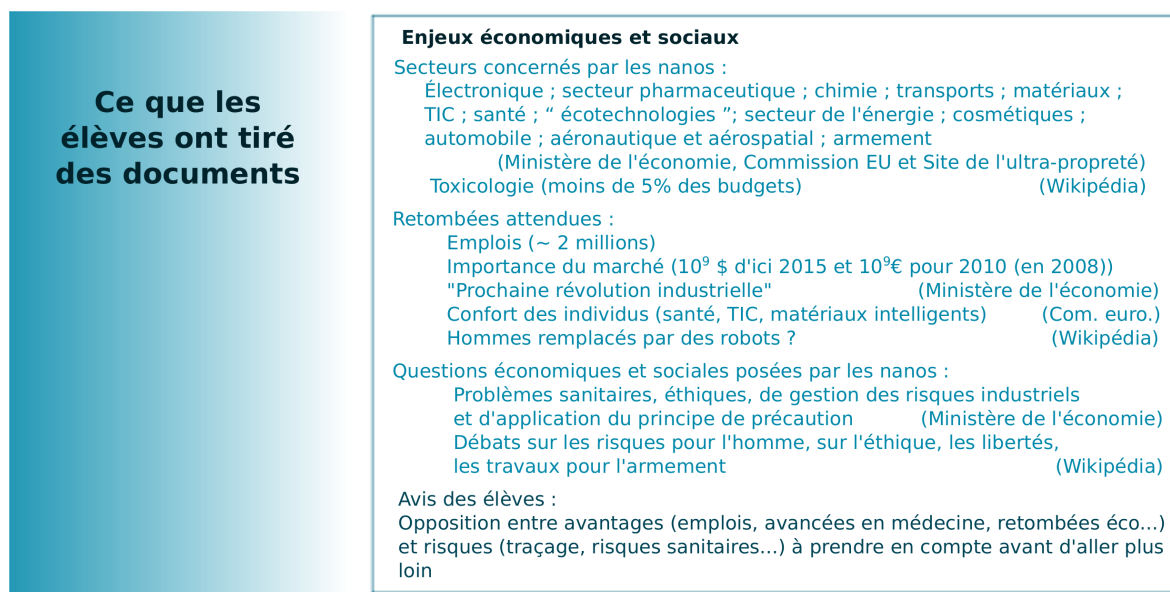 Ce que les
élèves ont tiré
des documents
Enjeux économiques et sociaux
Secteurs concernés par les nanos :
Électronique ; secteur pharmaceutique ; chimie ; transports ; matériaux ;
TIC ; santé ; “ écotechnologies ”; secteur de l'énergie ; cosmétiques ;
automobile ; aéronautique et aérospatial ; armement
(Ministère de l'économie, Commission EU et Site de l'ultra-propreté)
Toxicologie (moins de 5% des budgets) (Wikipédia)
Retombées attendues :
Emplois (~ 2 millions)
Importance du marché (10⁹ $ d'ici 2015 et 10⁹€ pour 2010 (en 2008))
"Prochaine révolution industrielle" (Ministère de l'économie)
Confort des individus (santé, TIC, matériaux intelligents) (Com. euro.)
Hommes remplacés par des robots ? (Wikipédia)
Questions économiques et sociales posées par les nanos :
Problèmes sanitaires, éthiques, de gestion des risques industriels
et d'application du principe de précaution (Ministère de l'économie)
Débats sur les risques pour l'homme, sur l'éthique, les libertés,
les travaux pour l'armement (Wikipédia)
Avis des élèves :
Opposition entre avantages (emplois, avancées en médecine, retombées éco...)
et risques (traçage, risques sanitaires...) à prendre en compte avant d'aller plus
loin